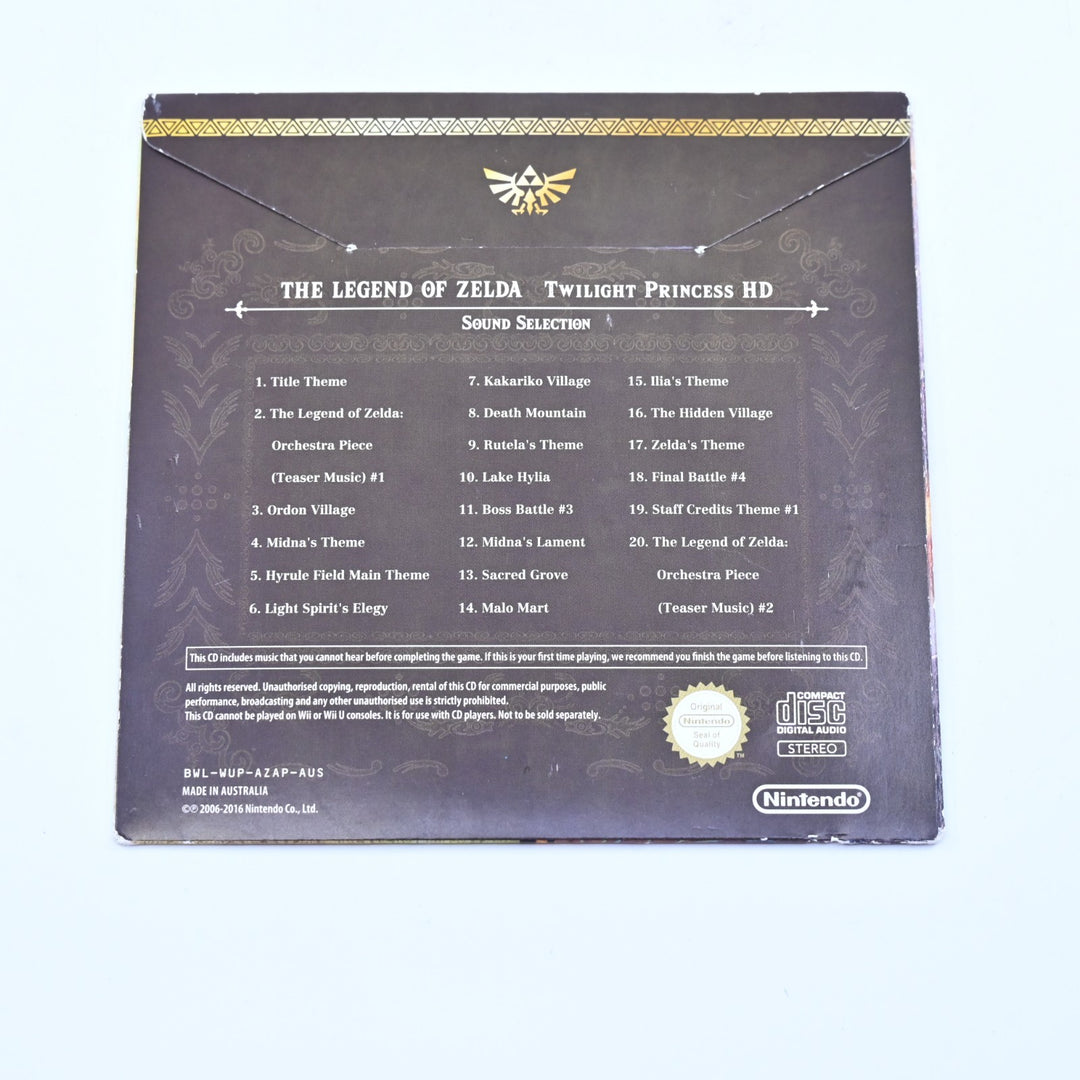 THE LEGEND OF ZELDA Twilight Princess HD
Sound Selection
1. Title Theme
2. The Legend of Zelda:
Orchestra Piece
(Teaser Music) #1
3. Ordon Village
4. Midna's Theme
5. Hyrule Field Main Theme
6. Light Spirit's Elegy
7. Kakariko Village
8. Death Mountain
9. Rutela's Theme
10. Lake Hylia
11. Boss Battle #3
12. Midna's Lament
13. Sacred Grove
14. Malo Mart
15. Ilia's Theme
16. The Hidden Village
17. Zelda's Theme
18. Final Battle #4
19. Staff Credits Theme #1
20. The Legend of Zelda:
Orchestra Piece
(Teaser Music) #2
This CD includes music that you cannot hear before completing the game. If this is your first time playing, we recommend you finish the game before listening to this CD.
All rights reserved. Unauthorised copying, reproduction, rental of this CD for commercial purposes, public
performance, broadcasting and any other unauthorised use is strictly prohibited.
This CD cannot be played on Wii or Wii U consoles. It is for use with CD players. Not to be sold separately.
BWL-WUP-AZAP-AUS
MADE IN AUSTRALIA
©℗ 2006-2016 Nintendo Co., Ltd.
Original
Nintendo
Seal of
Quality
TM
COMPACT
disc
DIGITAL AUDIO
STEREO
Nintendo®